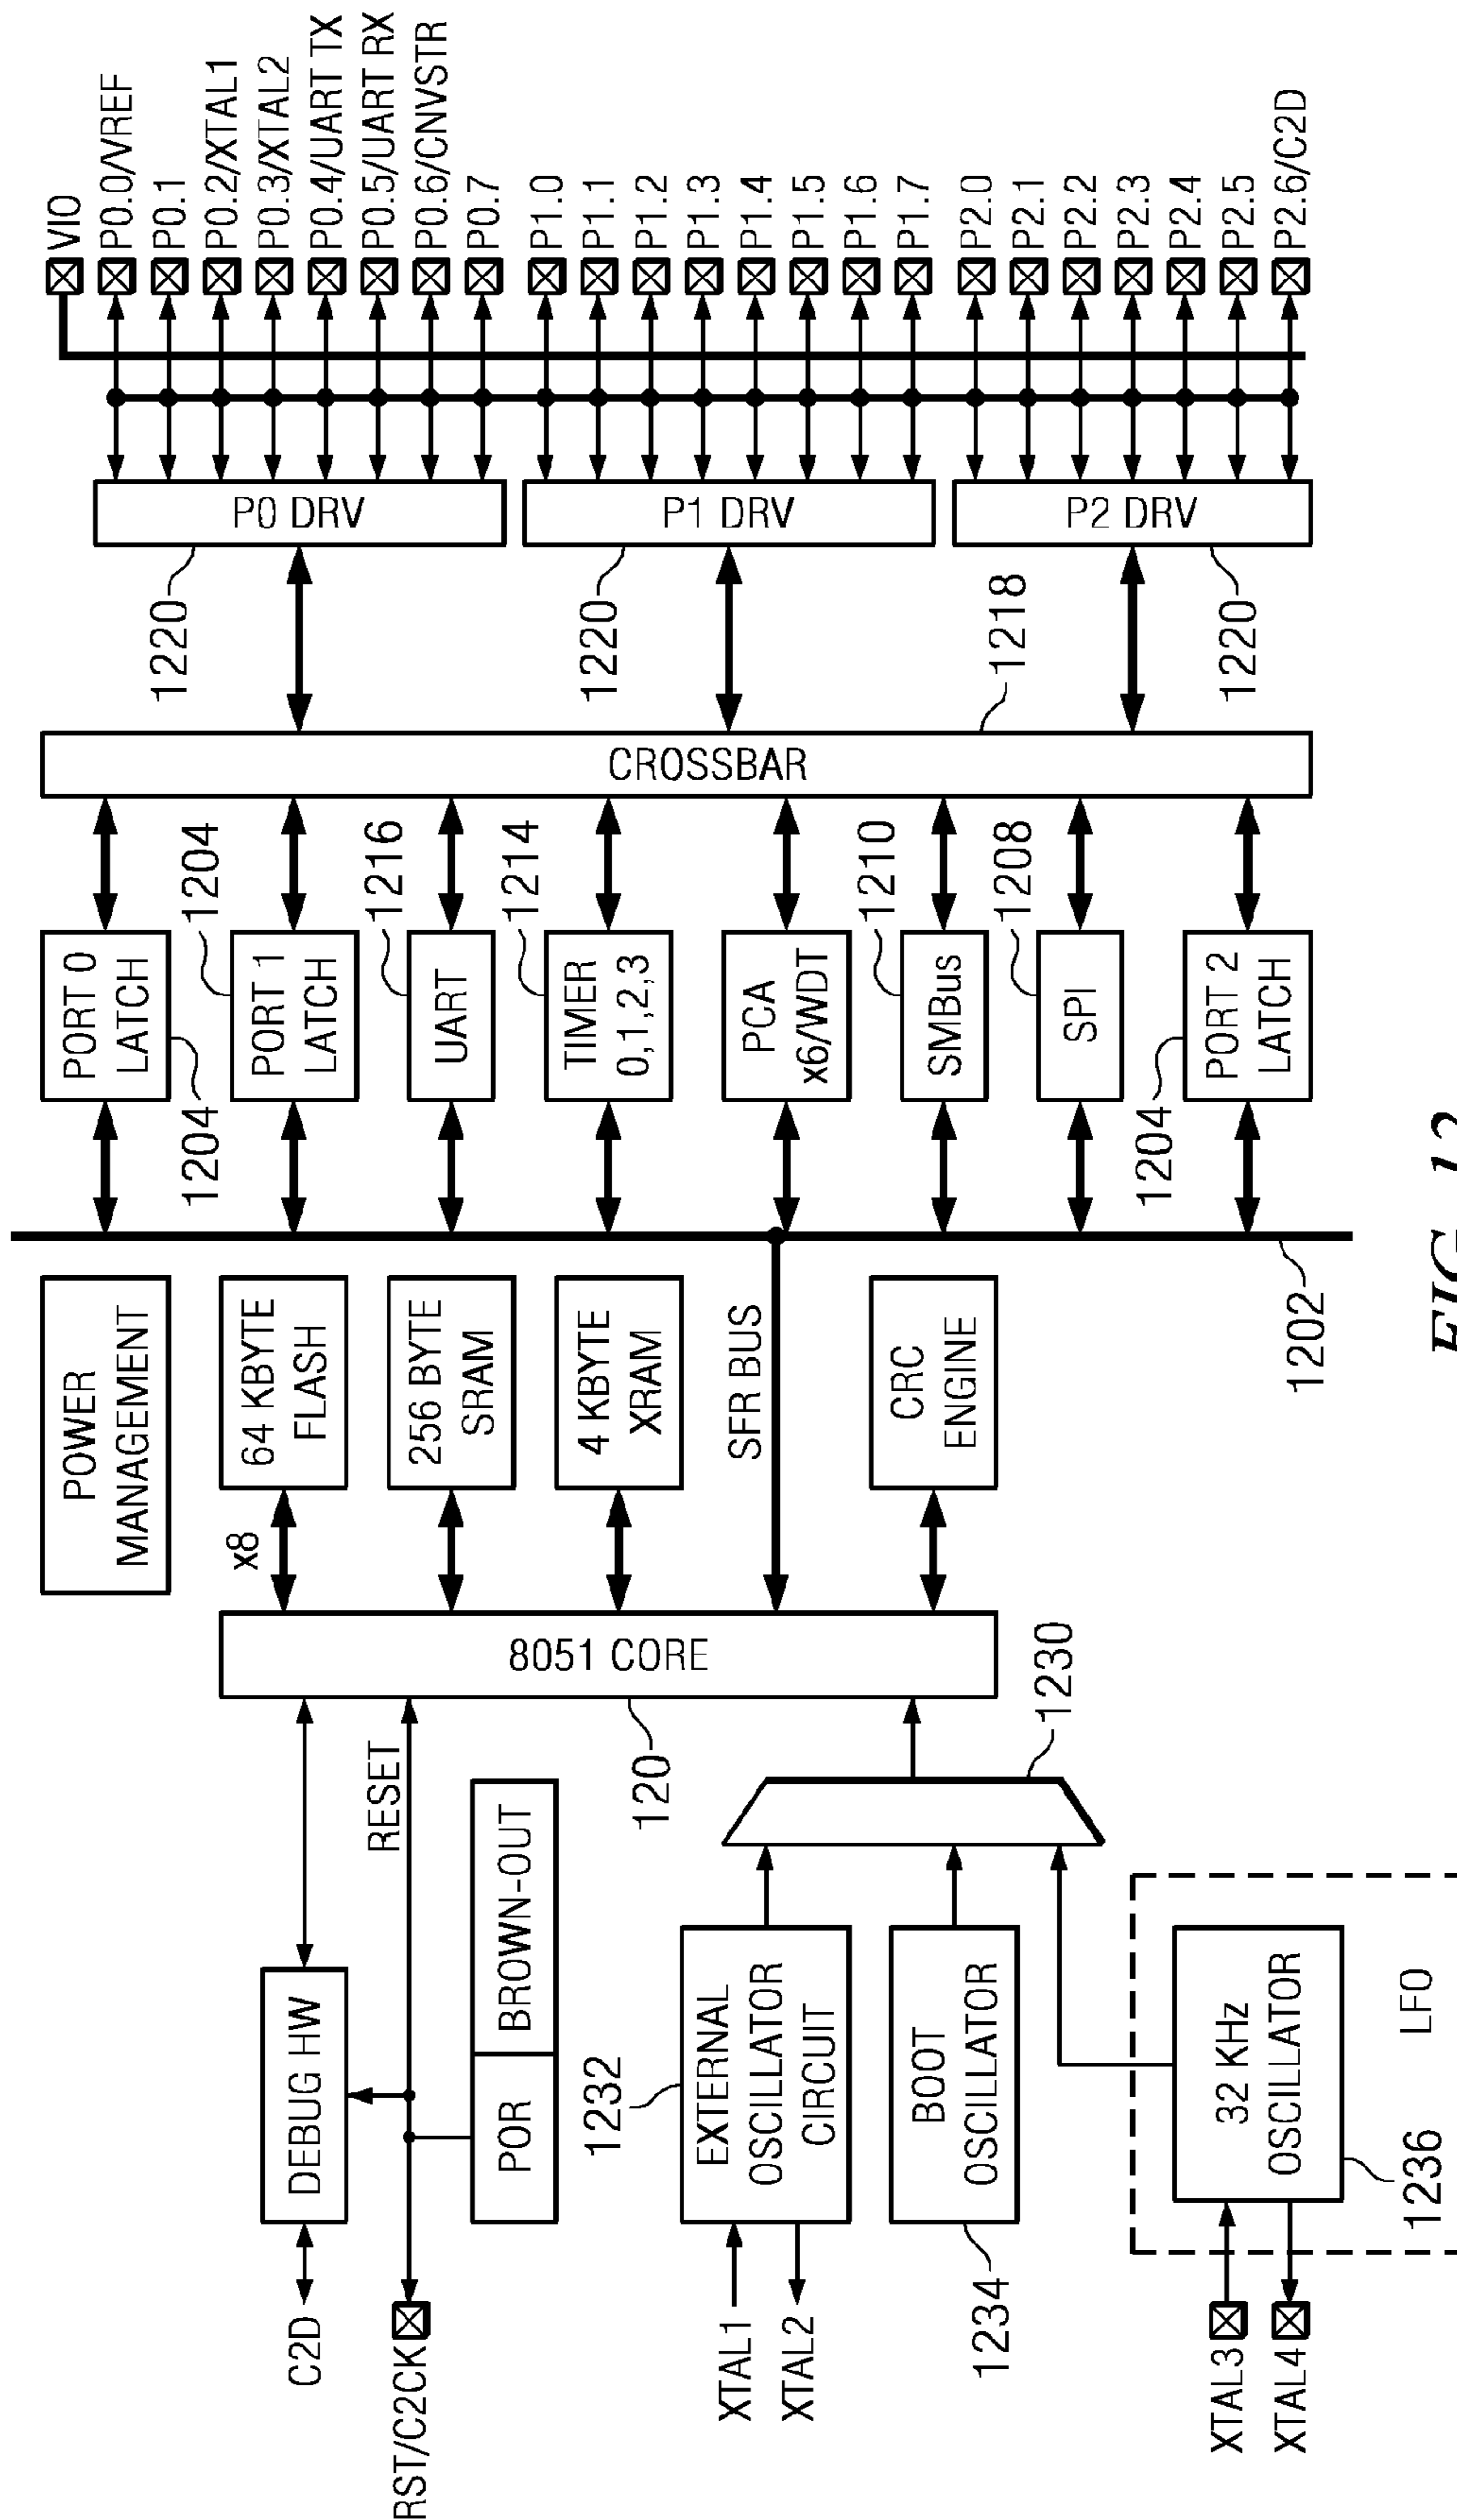 VIO
P0.0/VREF
P0.1
P0.2/XTAL1
P0.3/XTAL2
P0.4/UART TX
P0.5/UART RX
P0.6/CNVSTR
P0.7
P1.0
P1.1
P1.2
P1.3
P1.4
P1.5
P1.6
P1.7
P2.0
P2.1
P2.2
P2.3
P2.4
P2.5
P2.6/C2D
P0 DRV
P1 DRV
P2 DRV
1220
1220
1220
1218
CROSSBAR
1204
1216
1214
1210
1208
PORT 0
LATCH
PORT 1
LATCH
UART
TIMER
0,1,2,3
PCA
x6/WDT
SMBus
SPI
PORT 2
LATCH
1204
1204
POWER
MANAGEMENT
64 KBYTE
FLASH
256 BYTE
SRAM
4 KBYTE
XRAM
SFR BUS
CRC
ENGINE
1202
x8
8051 CORE
120
1230
RESET
DEBUG HW
POR
BROWN-OUT
C2D
RST/C2CK
1232
EXTERNAL
OSCILLATOR
CIRCUIT
XTAL1
XTAL2
BOOT
OSCILLATOR
1234
32 KHz
OSCILLATOR
LFO
1236
XTAL3
XTAL4
FIG. 12